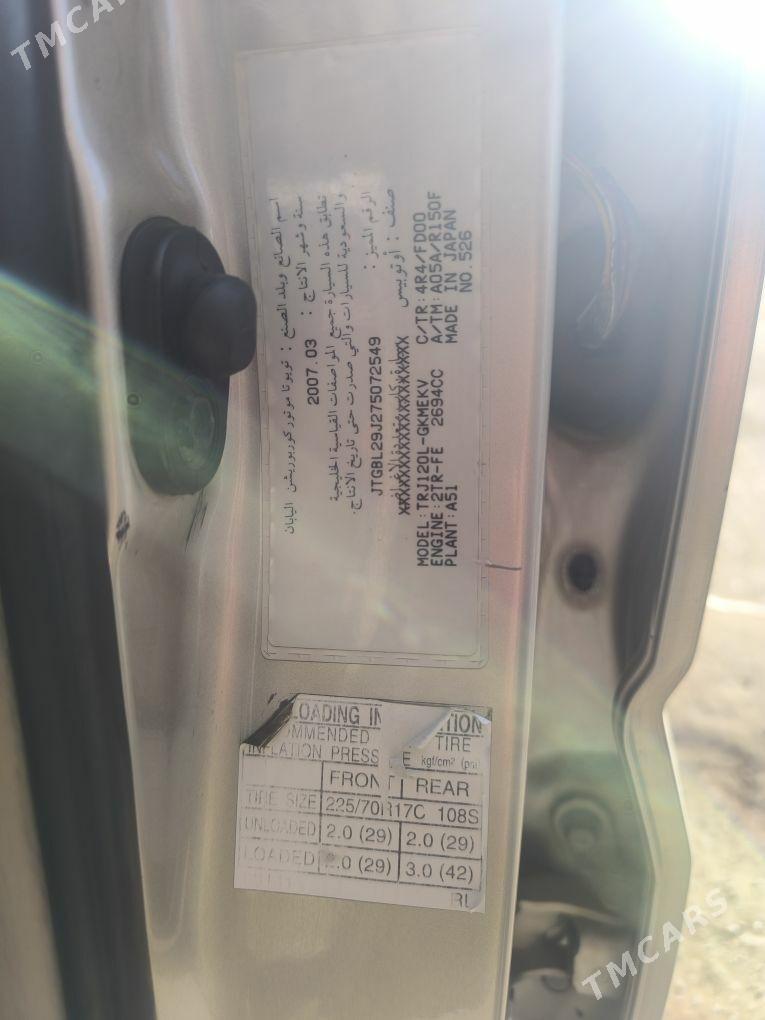 TMCARS
اسم الصانع وبلد الصنع : تويوتا موتور كوربوريشن اليابان
سنة وشهر الانتاج : 2007.03
تطابق هذه السيارة جميع المواصفات القياسية الخليجية
والسعودية للسيارات والتي صدرت حتى تاريخ الانتاج.
الرقم المميز : JTGBL29J275072549
صنف : أوتوبيس
MODEL:TRJ120L-GKMEKV C/TR:4R4/FD00
ENGINE:2TR-FE 2694CC A/TM:A05A/R150F
PLANT:A51 MADE IN JAPAN
NO.526
LOADING IN TION
OMMENDED TIRE
INFLATION PRESS E kgf/cm² (psi)
FRONT REAR
TIRE SIZE 225/70R17C 108S
UNLOADED 2.0 (29) 2.0 (29)
LOADED .0 (29) 3.0 (42)
RL
TMCARS